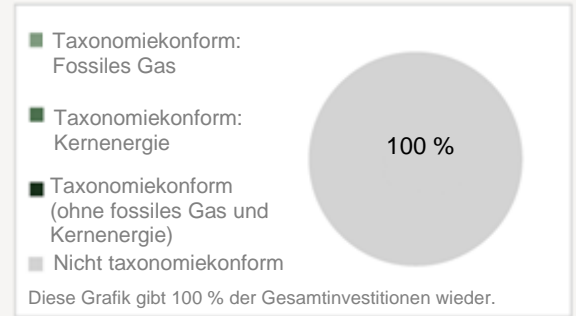 Taxonomiekonform:
Fossiles Gas
Taxonomiekonform:
Kernenergie
Taxonomiekonform
(ohne fossiles Gas und
Kernenergie)
Nicht taxonomiekonform
100 %
Diese Grafik gibt 100 % der Gesamtinvestitionen wieder.